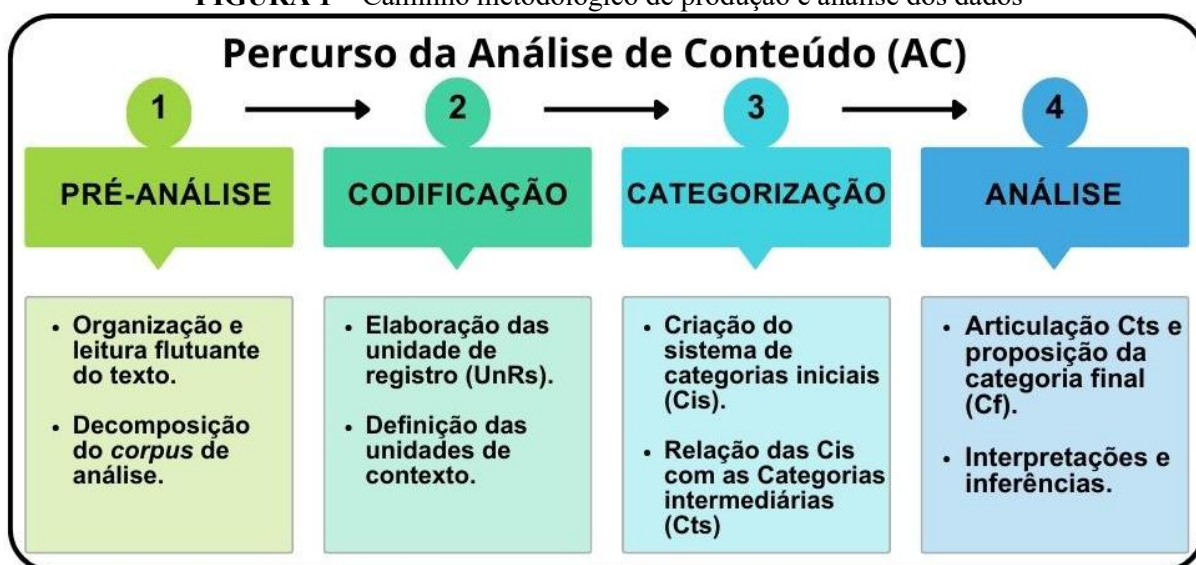 FIGURA 1 – Caminho metodológico de produção e análise dos dados
Percurso da Análise de Conteúdo (AC)
1
2
3
4
PRÉ-ANÁLISE
CODIFICAÇÃO
CATEGORIZAÇÃO
ANÁLISE
• Organização e
leitura flutuante
do texto.
• Decomposição
do corpus de
análise.
• Elaboração das
unidade de
registro (UnRs).
• Definição das
unidades de
contexto.
• Criação do
sistema de
categorias iniciais
(Cis).
• Relação das Cis
com as Categorias
intermediárias
(Cts)
• Articulação Cts e
proposição da
categoria final
(Cf).
• Interpretações e
inferências.